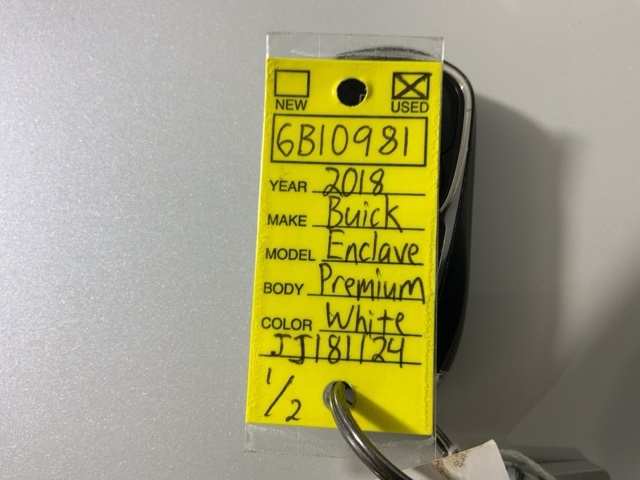 NEW USED
6B10981
YEAR 2018
MAKE Buick
MODEL Enclave
BODY Premium
COLOR White
JJ181124
1/2